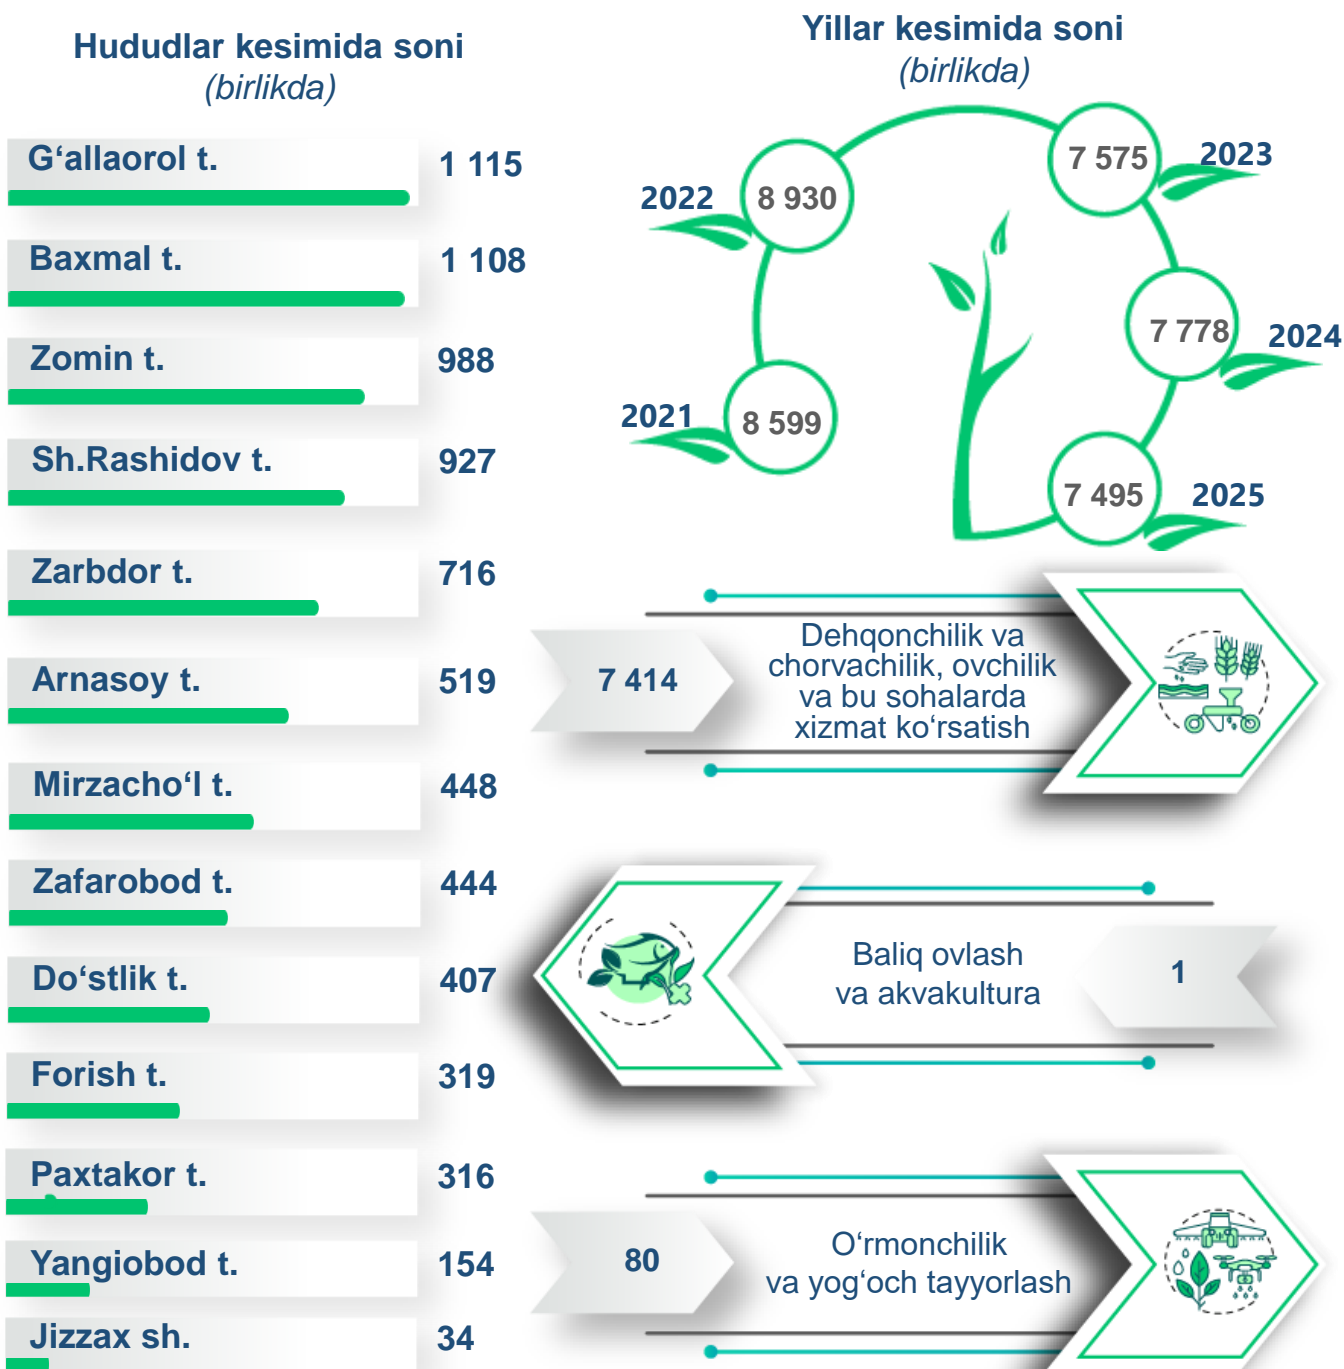 Hududlar kesimida soni
(birlikda)
G‘allaorol t. 1 115
Baxmal t. 1 108
Zomin t. 988
Sh.Rashidov t. 927
Zarbdor t. 716
Arnasoy t. 519
Mirzacho‘l t. 448
Zafarobod t. 444
Do‘stlik t. 407
Forish t. 319
Paxtakor t. 316
Yangiobod t. 154
Jizzax sh. 34
Yillar kesimida soni
(birlikda)
2021 8 599
2022 8 930
7 575 2023
7 778 2024
7 495 2025
7 414
Dehqonchilik va
chorvachilik, ovchilik
va bu sohalarda
xizmat ko‘rsatish
Baliq ovlash
va akvakultura
1
80
O‘rmonchilik
va yog‘och tayyorlash